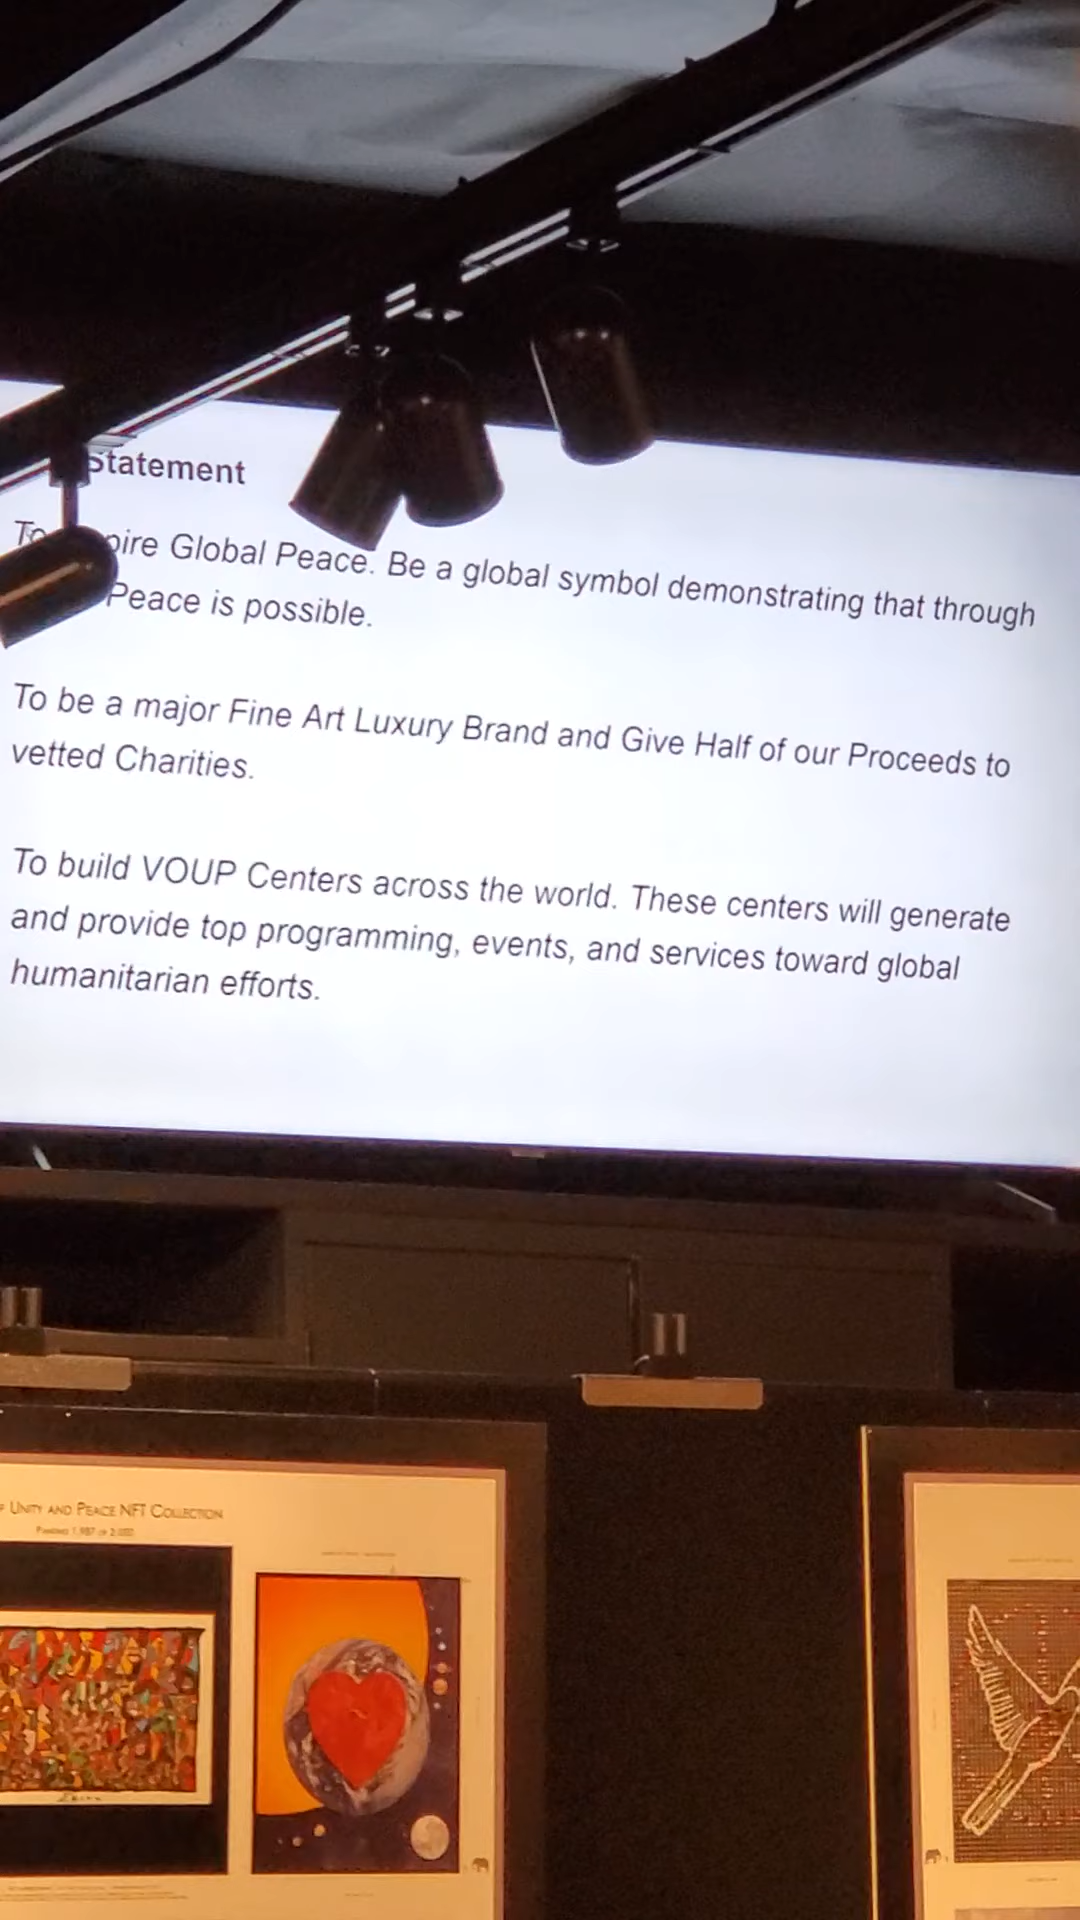 Statement
To pire Global Peace. Be a global symbol demonstrating that through
Peace is possible.
To be a major Fine Art Luxury Brand and Give Half of our Proceeds to
vetted Charities.
To build VOUP Centers across the world. These centers will generate
and provide top programming, events, and services toward global
humanitarian efforts.
Unity and Peace NFT Collection